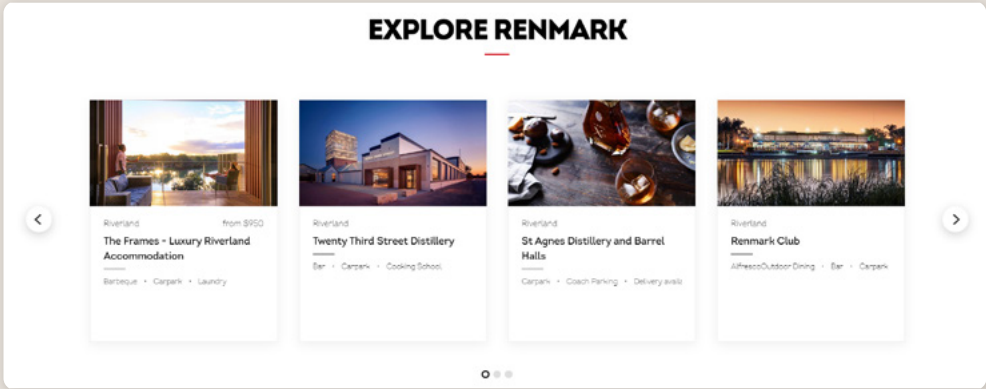 EXPLORE RENMARK
Riverland from $950
The Frames - Luxury Riverland
Accommodation
Barbeque • Carpark • Laundry
Riverland
Twenty Third Street Distillery
Bar • Carpark • Cooking School,
Riverland
St Agnes Distillery and Barrel
Halls
Carpark • Coach Parking • Delivery availa
Riverland
Renmark Club
AlfrescoOutdoor Dining • Bar • Carpark